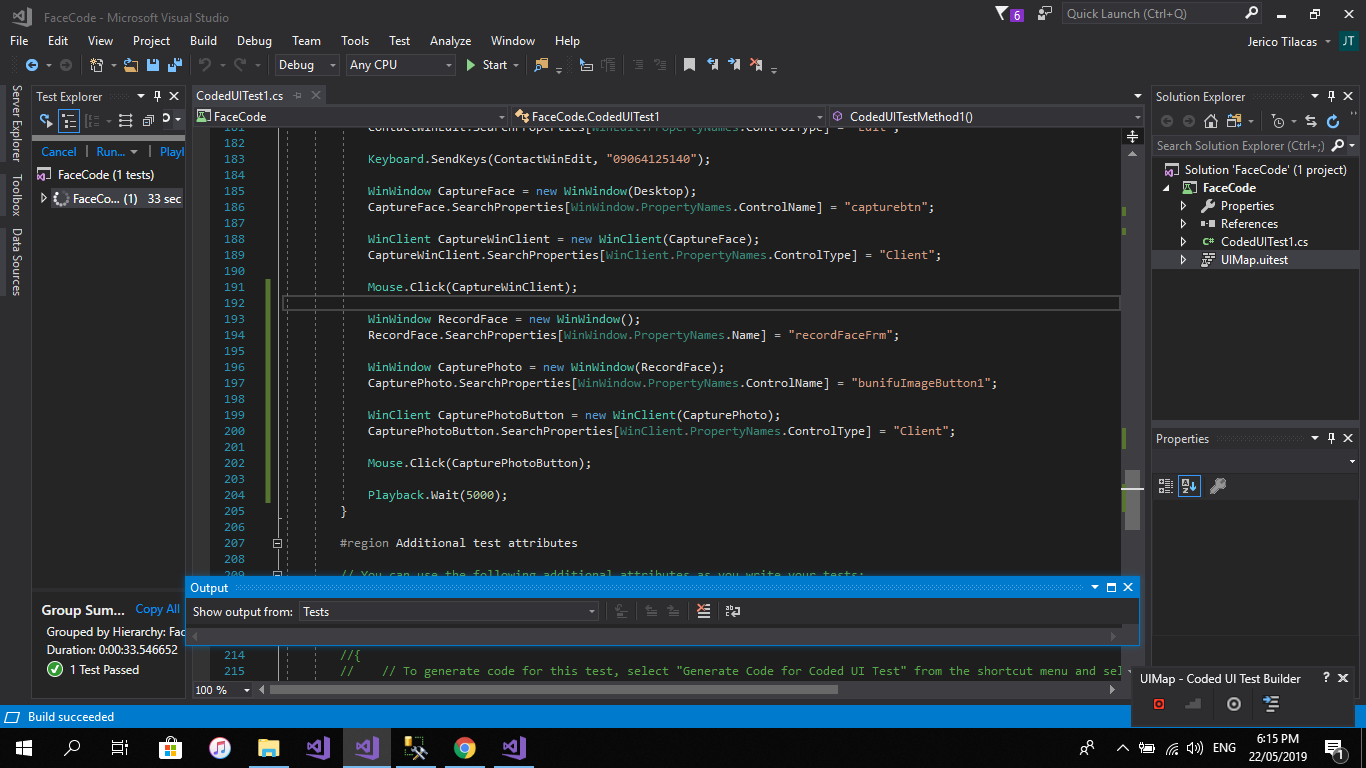 FaceCode - Microsoft Visual Studio
6
Quick Launch (Ctrl+Q)
File Edit View Project Build Debug Team Tools Test Analyze Window Help
Jerico Tilacas
JT
Debug
Any CPU
Start
Server Explorer
Toolbox
Data Sources
Test Explorer
Cancel
Run...
Playl
FaceCode (1 tests)
FaceCo... (1) 33 sec
Group Sum...
Copy All
Grouped by Hierarchy: Fac
Duration: 0:00:33.546652
1 Test Passed
CodedUITest1.cs
FaceCode
FaceCode.CodedUITest1
CodedUITestMethod1()
181 ContactWinEdit.SearchProperties[WinEdit.PropertyNames.ControlType] = "Edit";
182
183 Keyboard.SendKeys(ContactWinEdit, "09064125140");
184
185 WinWindow CaptureFace = new WinWindow(Desktop);
186 CaptureFace.SearchProperties[WinWindow.PropertyNames.ControlName] = "capturebtn";
187
188 WinClient CaptureWinClient = new WinClient(CaptureFace);
189 CaptureWinClient.SearchProperties[WinClient.PropertyNames.ControlType] = "Client";
190
191 Mouse.Click(CaptureWinClient);
192
193 WinWindow RecordFace = new WinWindow();
194 RecordFace.SearchProperties[WinWindow.PropertyNames.Name] = "recordFaceFrm";
195
196 WinWindow CapturePhoto = new WinWindow(RecordFace);
197 CapturePhoto.SearchProperties[WinWindow.PropertyNames.ControlName] = "bunifuImageButton1";
198
199 WinClient CapturePhotoButton = new WinClient(CapturePhoto);
200 CapturePhotoButton.SearchProperties[WinClient.PropertyNames.ControlType] = "Client";
201
202 Mouse.Click(CapturePhotoButton);
203
204 Playback.Wait(5000);
205 }
206
207 #region Additional test attributes
208
209 // You can use the following additional attributes as you write your tests:
Output
Show output from: Tests
214 //{
215 // // To generate code for this test, select "Generate Code for Coded UI Test" from the shortcut menu and sel
100 %
Solution Explorer
Search Solution Explorer (Ctrl+;)
Solution 'FaceCode' (1 project)
FaceCode
Properties
References
C# CodedUITest1.cs
UIMap.uitest
Properties
UIMap - Coded UI Test Builder
?
Build succeeded
ENG
6:15 PM
22/05/2019
1